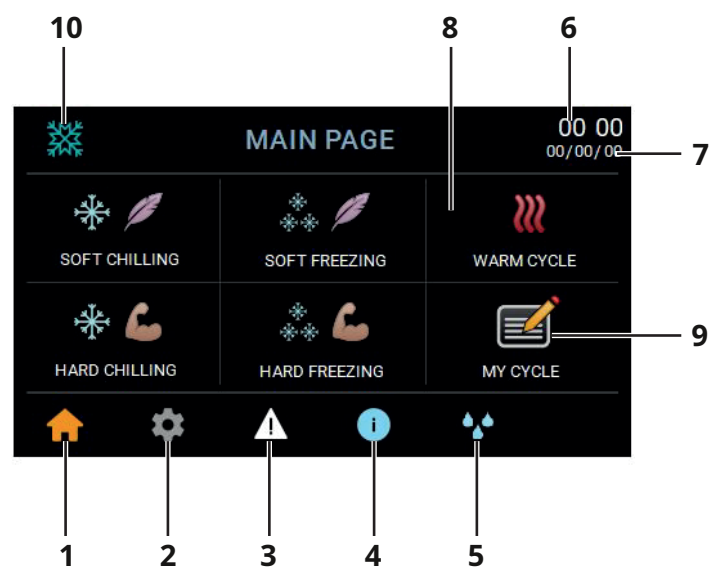 10 8 6
MAIN PAGE
00 00
00/00/00
7
SOFT CHILLING
SOFT FREEZING
WARM CYCLE
9
HARD CHILLING
HARD FREEZING
MY CYCLE
1 2 3 4 5